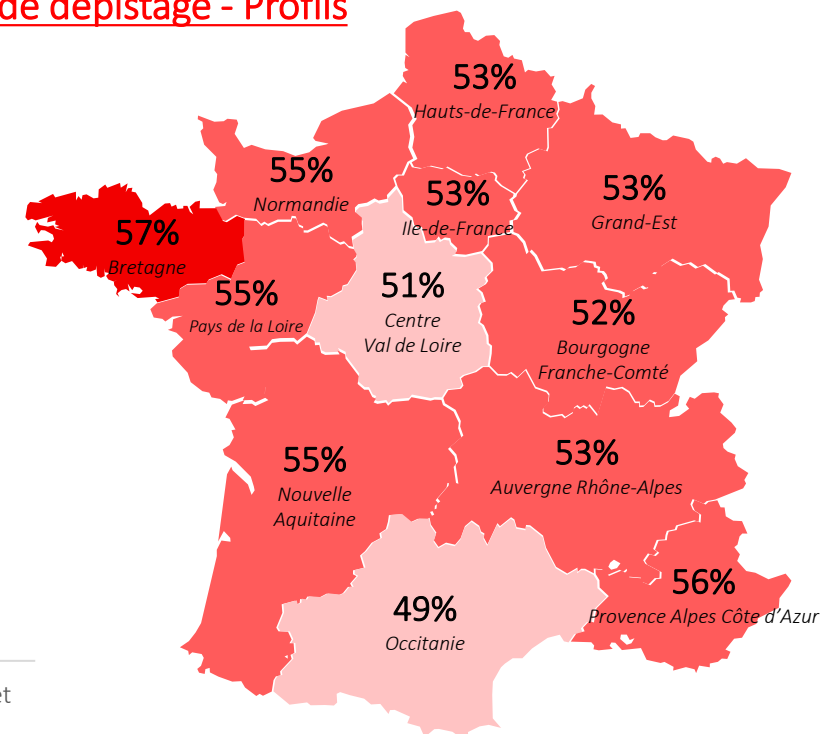 de dépistage - Profils
53%
Hauts-de-France
55%
Normandie
53%
Ile-de-France
53%
Grand-Est
57%
Bretagne
55%
Pays de la Loire
51%
Centre
Val de Loire
52%
Bourgogne
Franche-Comté
55%
Nouvelle
Aquitaine
53%
Auvergne Rhône-Alpes
56%
Provence Alpes Côte d'Azur
49%
Occitanie
et